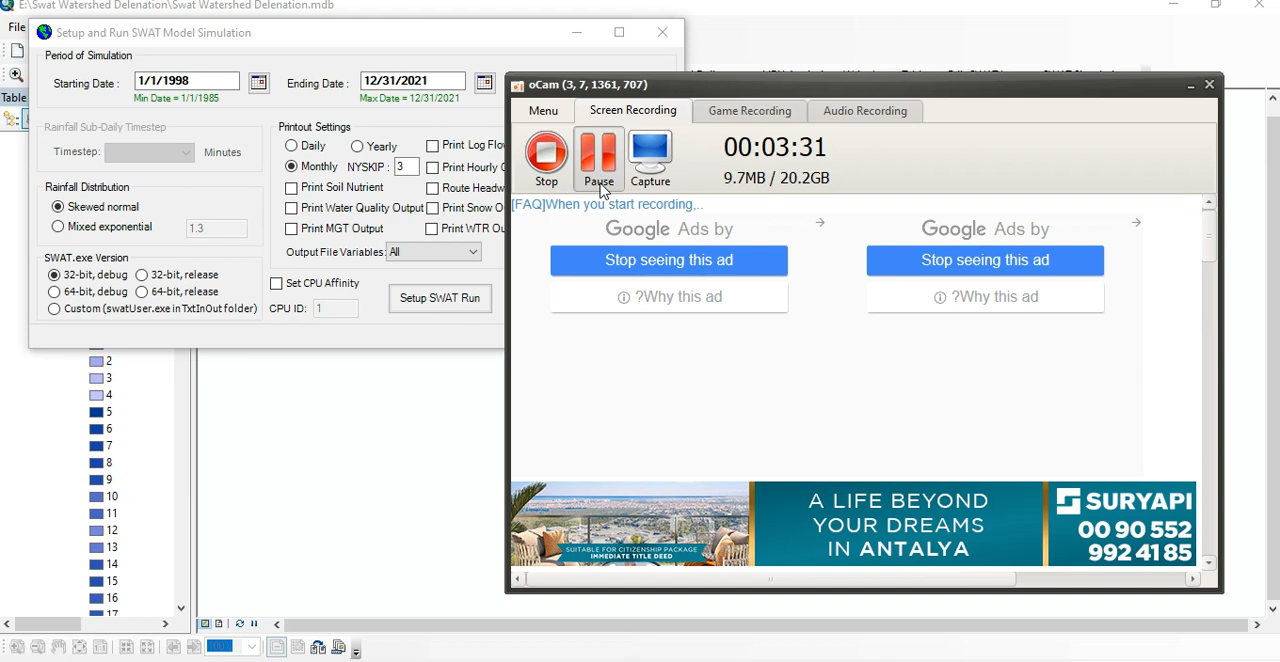 E:\Swat Watershed Delenation\Swat Watershed Delenation.mdb
File
Table
Setup and Run SWAT Model Simulation
Period of Simulation
Starting Date : 1/1/1998 Ending Date : 12/31/2021
Min Date = 1/1/1985 Max Date = 12/31/2021
Rainfall Sub-Daily Timestep
Timestep: Minutes
Rainfall Distribution
Skewed normal
Mixed exponential 1.3
SWAT.exe Version
32-bit, debug 32-bit, release
64-bit, debug 64-bit, release
Custom (swatUser.exe in TxtInOut folder)
Printout Settings
Daily Yearly Print Log Flo
Monthly NYSKIP : 3 Print Hourly
Print Soil Nutrient Route Headw
Print Water Quality Output Print Snow O
Print MGT Output Print WTR Ou
Output File Variables: All
Set CPU Affinity
CPU ID: 1
Setup SWAT Run
2
3
4
5
6
7
8
9
10
11
12
13
14
15
16
17
oCam (3, 7, 1361, 707)
Menu Screen Recording Game Recording Audio Recording
Stop Pause Capture
00:03:31
9.7MB / 20.2GB
[FAQ]When you start recording,..
Google Ads by
Stop seeing this ad
?Why this ad
Google Ads by
Stop seeing this ad
?Why this ad
SUITABLE FOR CITIZENSHIP PACKAGE
IMMEDIATE TITLE DEED
A LIFE BEYOND
YOUR DREAMS
IN ANTALYA
SURYAPI
00 90 552
992 41 85